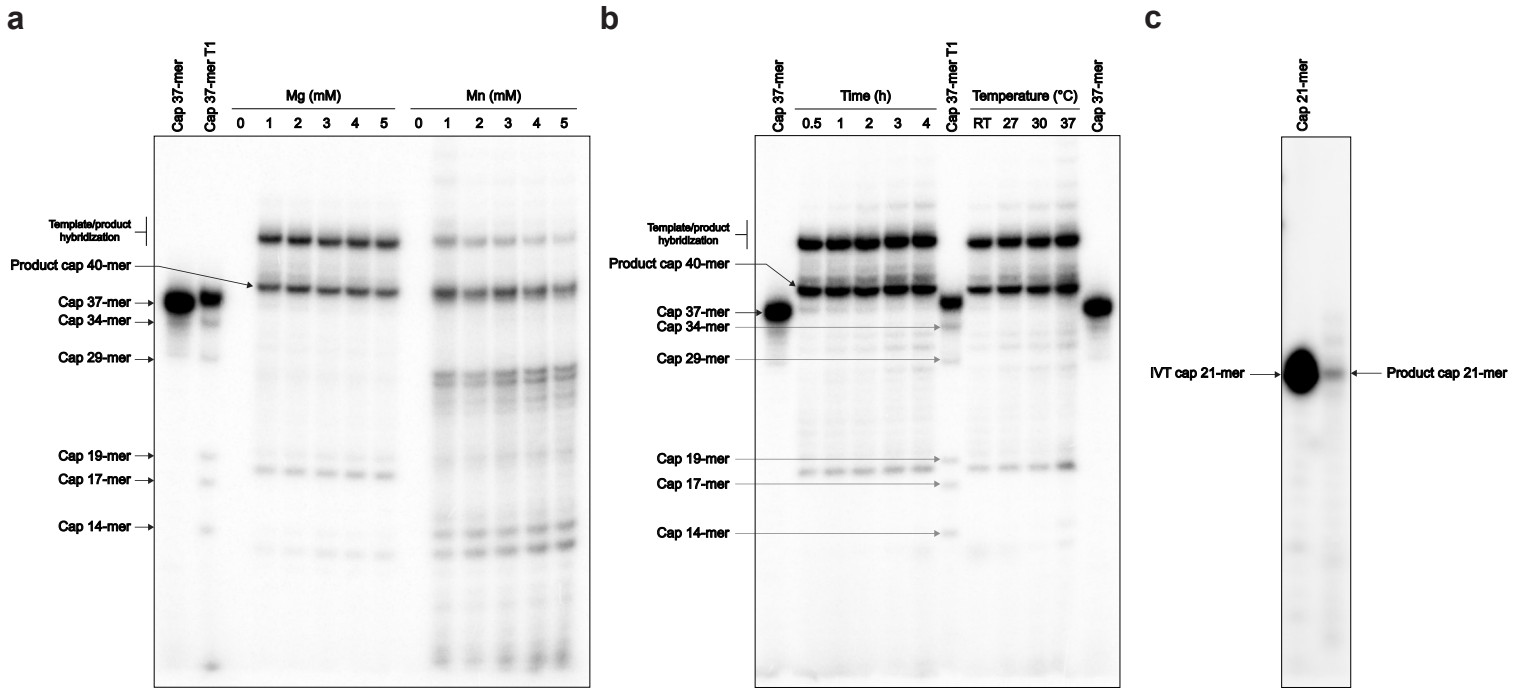 a
Cap 37-mer
Cap 37-mer T1
Mg (mM)
Mn (mM)
0 1 2 3 4 5 0 1 2 3 4 5
Template/product
hybridization
Product cap 40-mer
Cap 37-mer
Cap 34-mer
Cap 29-mer
Cap 19-mer
Cap 17-mer
Cap 14-mer
b
Cap 37-mer
Time (h)
Cap 37-mer T1
Temperature (°C)
Cap 37-mer
0.5 1 2 3 4 RT 27 30 37
Template/product
hybridization
Product cap 40-mer
Cap 37-mer
Cap 34-mer
Cap 29-mer
Cap 19-mer
Cap 17-mer
Cap 14-mer
c
Cap 21-mer
IVT cap 21-mer
Product cap 21-mer